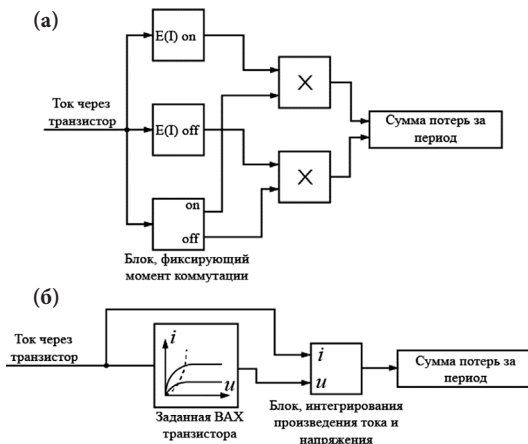 (а)
E(I) on
Ток через
транзистор
E(I) off
X
X
Сумма потерь за
период
on
off
Блок, фиксирующий
момент коммутации
(б)
Ток через
транзистор
i
u
i
u
Сумма потерь за
период
Заданная ВАХ
транзистора
Блок, интегрирования
произведения тока и
напряжения